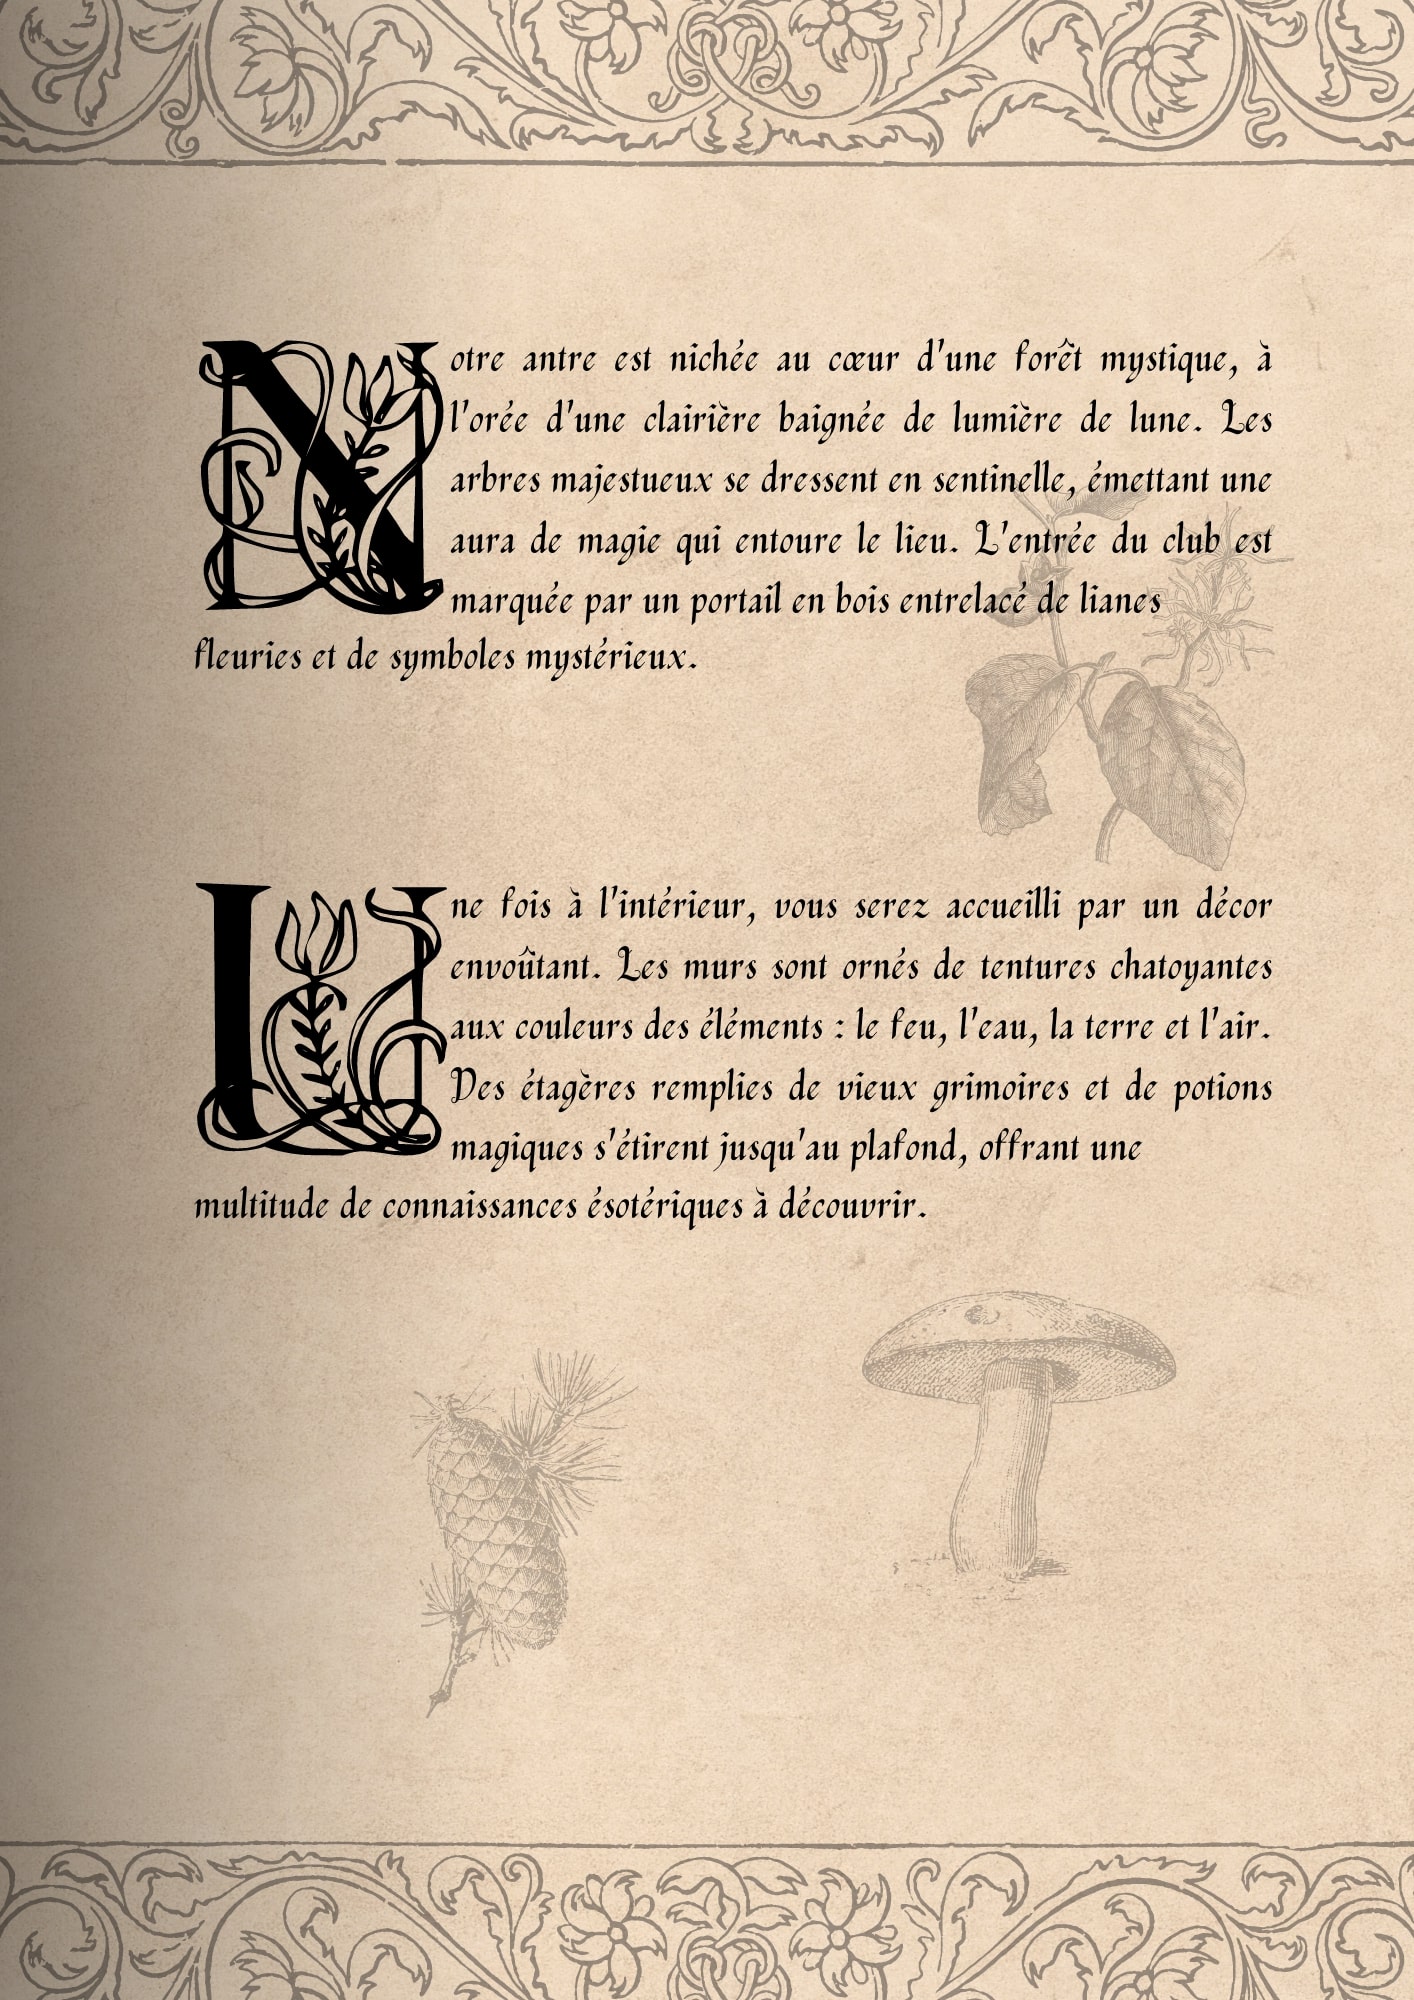 Notre antre est nichée au cœur d'une forêt mystique, à
l'orée d'une clairière baignée de lumière de lune. Les
arbres majestueux se dressent en sentinelle, émettant une
aura de magie qui entoure le lieu. L'entrée du club est
marquée par un portail en bois entrelacé de lianes
fleuries et de symboles mystérieux.
Une fois à l'intérieur, vous serez accueilli par un décor
envoûtant. Les murs sont ornés de tentures chatoyantes
aux couleurs des éléments : le feu, l'eau, la terre et l'air.
Des étagères remplies de vieux grimoires et de potions
magiques s'étirent jusqu'au plafond, offrant une
multitude de connaissances ésotériques à découvrir.